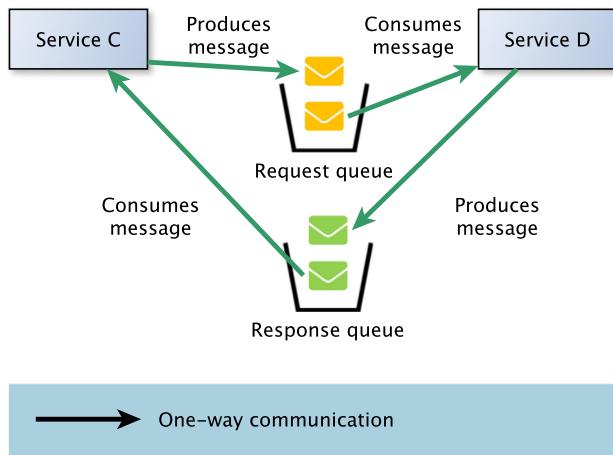 Service C
Produces
message
Consumes
message
Service D
Request queue
Consumes
message
Produces
message
Response queue
One-way communication